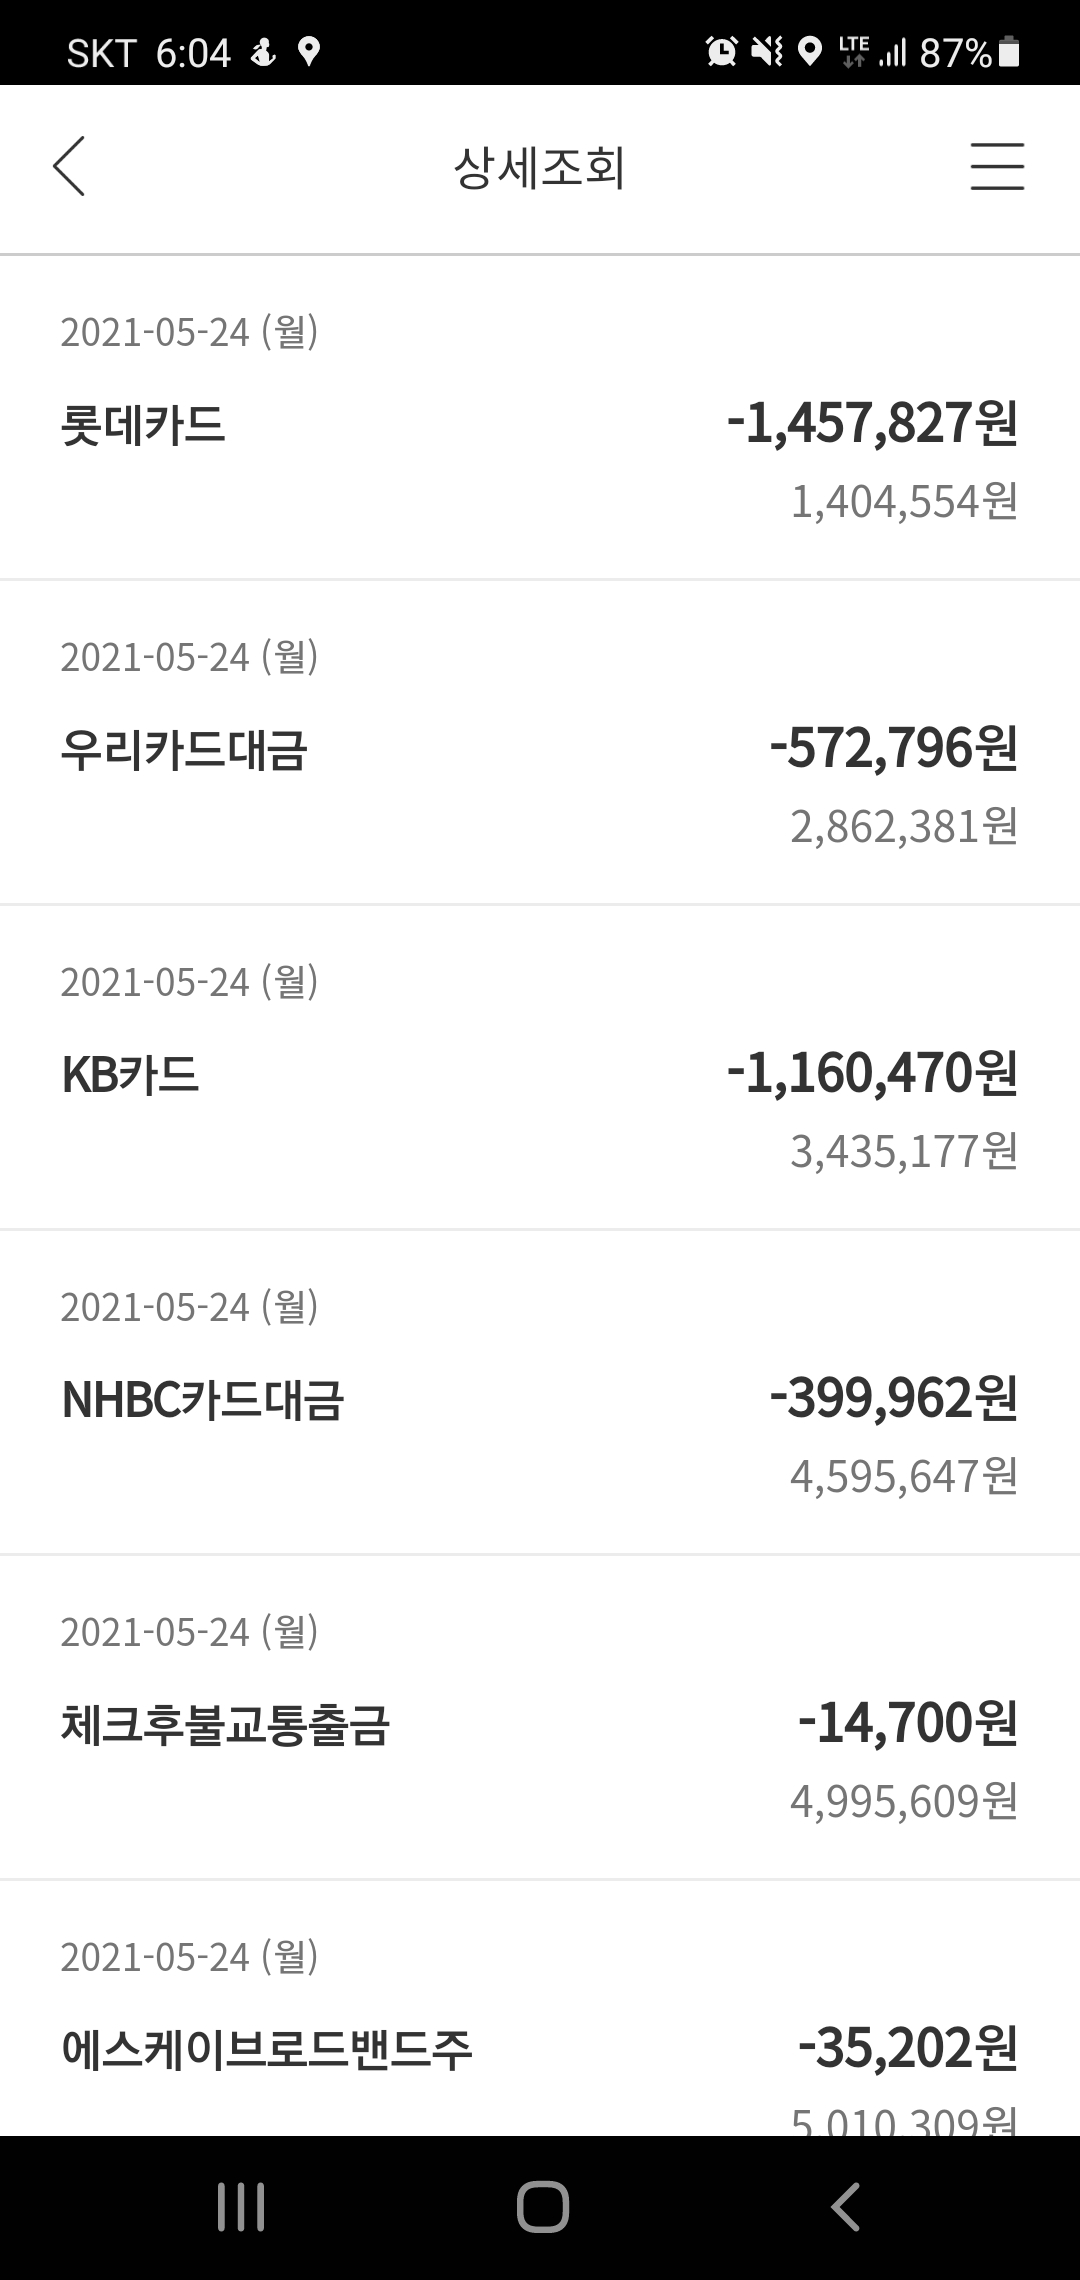 SKT 6:04 LTE 87%
상세조회
2021-05-24 (월)
롯데카드 -1,457,827원
1,404,554원
2021-05-24 (월)
우리카드대금 -572,796원
2,862,381원
2021-05-24 (월)
KB카드 -1,160,470원
3,435,177원
2021-05-24 (월)
NHBC카드대금 -399,962원
4,595,647원
2021-05-24 (월)
체크후불교통출금 -14,700원
4,995,609원
2021-05-24 (월)
에스케이브로드밴드주 -35,202원
5,010,309원